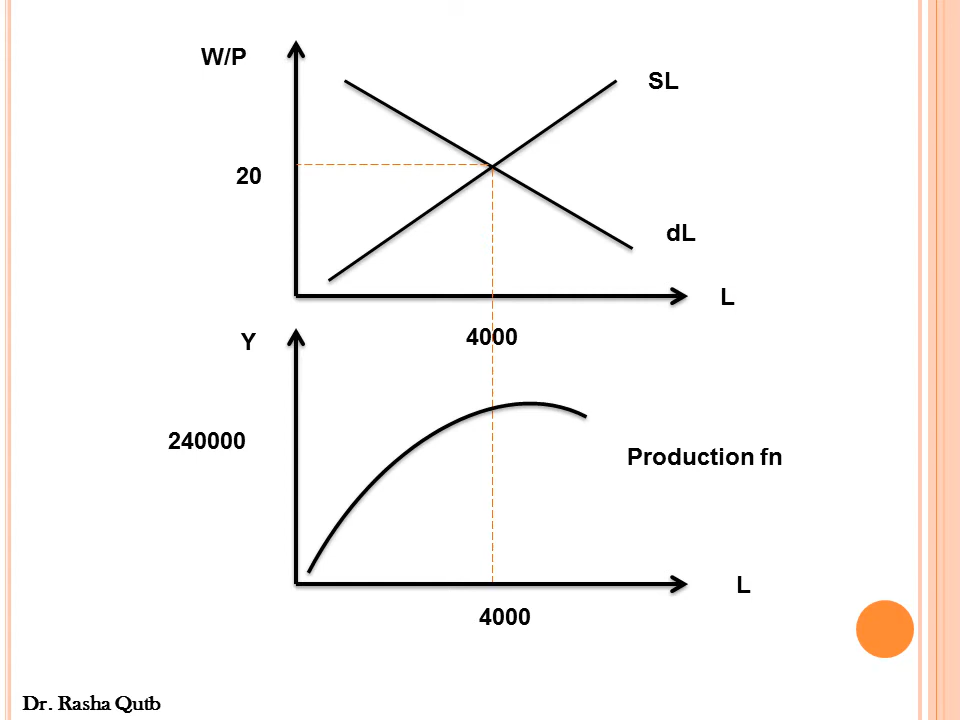 W/P
SL
20
dL
L
4000
Y
240000
Production fn
L
4000
Dr. Rasha Qutb